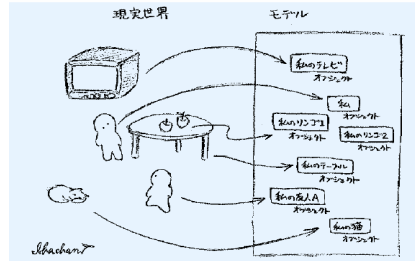 現実世界
モデル
私のテレビ
オブジェクト
私
オブジェクト
私のリンゴ1
オブジェクト
私のリンゴ2
オブジェクト
私のテーブル
オブジェクト
私の友人A
オブジェクト
私の猫
オブジェクト